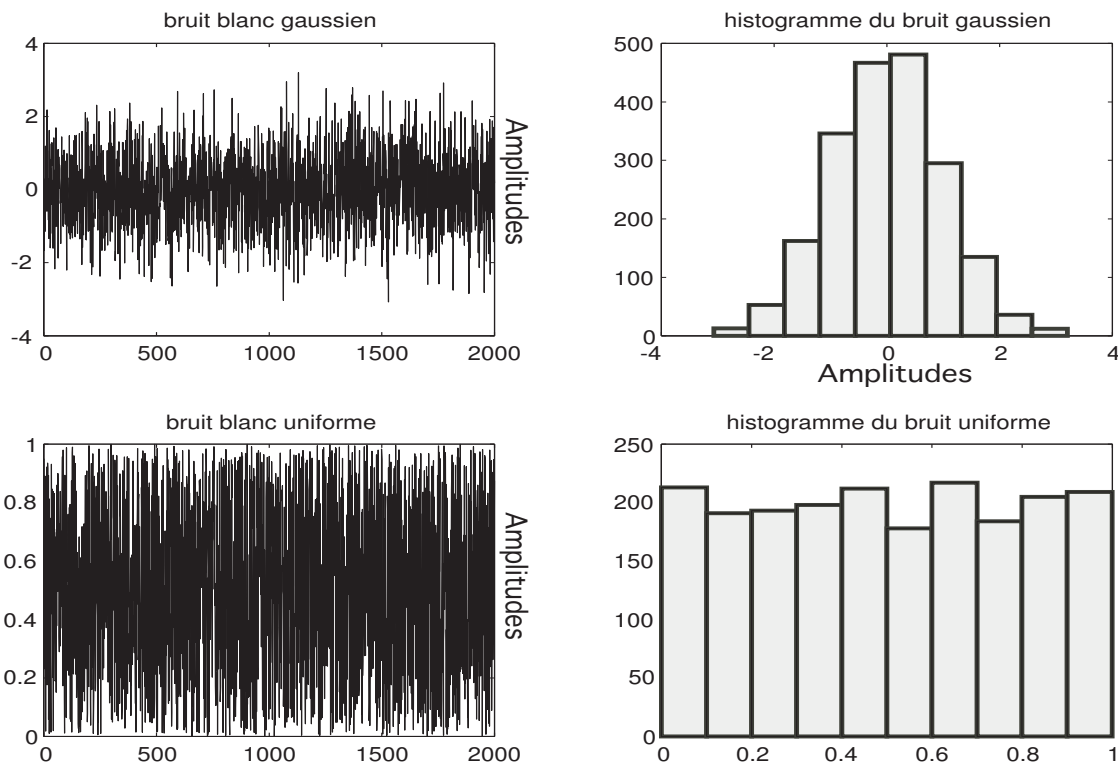 bruit blanc gaussien
4
2
0
-2
-4
0 500 1000 1500 2000
Amplitudes
histogramme du bruit gaussien
500
400
300
200
100
0
-4 -2 0 2 4
Amplitudes
bruit blanc uniforme
1
0.8
0.6
0.4
0.2
0
0 500 1000 1500 2000
Amplitudes
histogramme du bruit uniforme
250
200
150
100
50
0
0 0.2 0.4 0.6 0.8 1